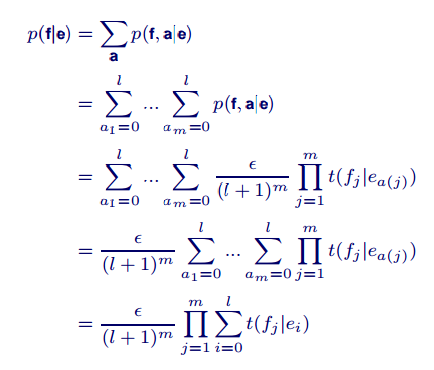 p(f|e) = ∑_a p(f, a|e)
= ∑_{a_1=0}^{l} ... ∑_{a_m=0}^{l} p(f, a|e)
= ∑_{a_1=0}^{l} ... ∑_{a_m=0}^{l} ϵ/(l + 1)^m ∏_{j=1}^{m} t(f_j|e_{a(j)})
= ϵ/(l + 1)^m ∑_{a_1=0}^{l} ... ∑_{a_m=0}^{l} ∏_{j=1}^{m} t(f_j|e_{a(j)})
= ϵ/(l + 1)^m ∏_{j=1}^{m} ∑_{i=0}^{l} t(f_j|e_i)